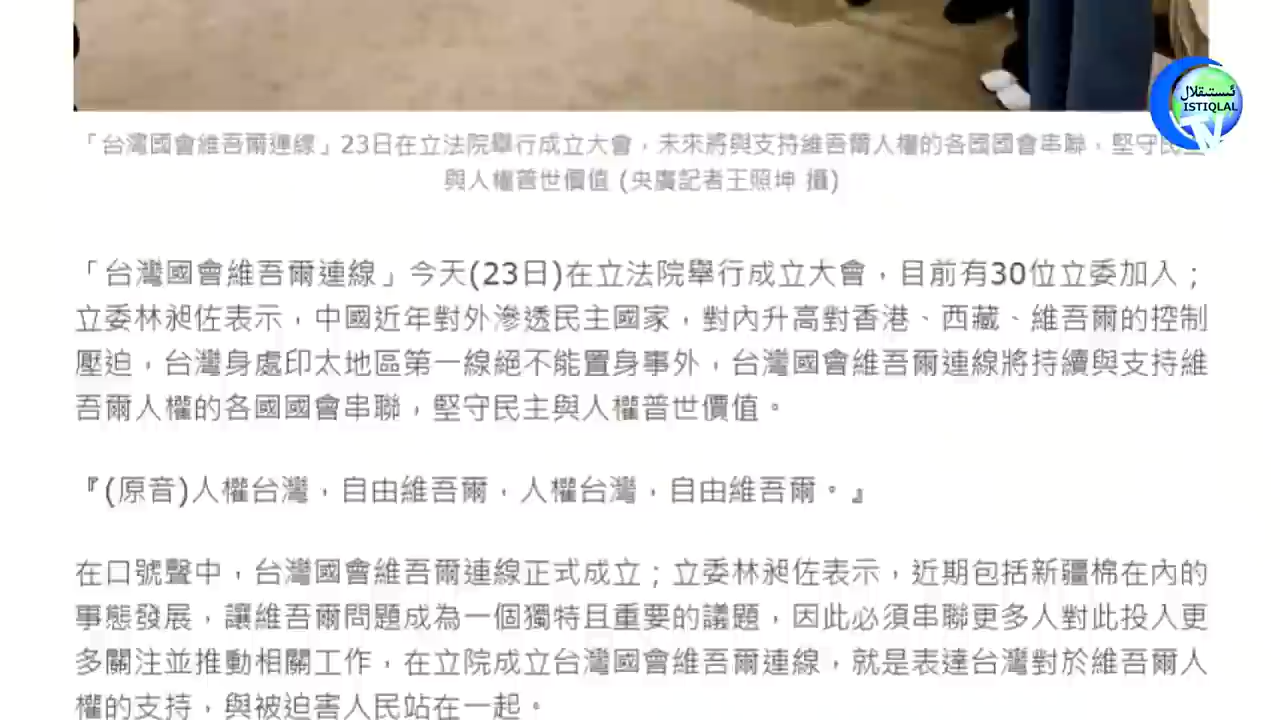 「台灣國會維吾爾連線」23日在立法院舉行成立大會，未來將與支持維吾爾人權的各國國會串聯，堅守民主
與人權普世價值 (央廣記者王照坤 攝)
ئىستىقلال
ISTIQLAL
TV
「台灣國會維吾爾連線」今天(23日)在立法院舉行成立大會，目前有30位立委加入；
立委林昶佐表示，中國近年對外滲透民主國家，對內升高對香港、西藏、維吾爾的控制
壓迫，台灣身處印太地區第一線絕不能置身事外，台灣國會維吾爾連線將持續與支持維
吾爾人權的各國國會串聯，堅守民主與人權普世價值。
『(原音)人權台灣，自由維吾爾，人權台灣，自由維吾爾。』
在口號聲中，台灣國會維吾爾連線正式成立；立委林昶佐表示，近期包括新疆棉在內的
事態發展，讓維吾爾問題成為一個獨特且重要的議題，因此必須串聯更多人對此投入更
多關注並推動相關工作，在立院成立台灣國會維吾爾連線，就是表達台灣對於維吾爾人
權的支持，與被迫害人民站在一起。